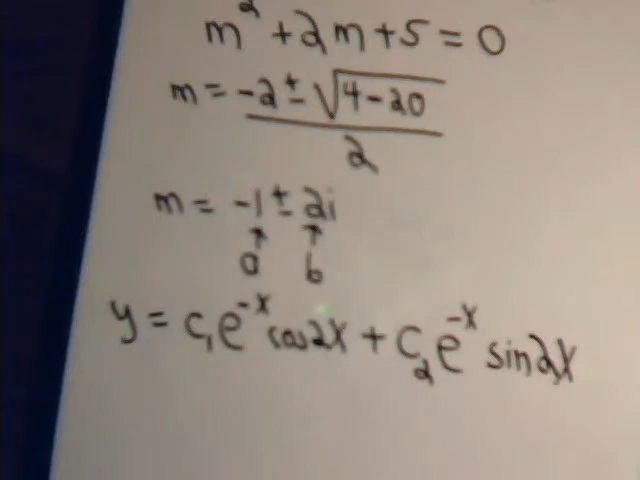 m² + 2m + 5 = 0
m = -2 ± √4-20
2
m = -1 ± 2i
a b
y = c₁e⁻ˣ cos2x + c₂e⁻ˣ sin2x